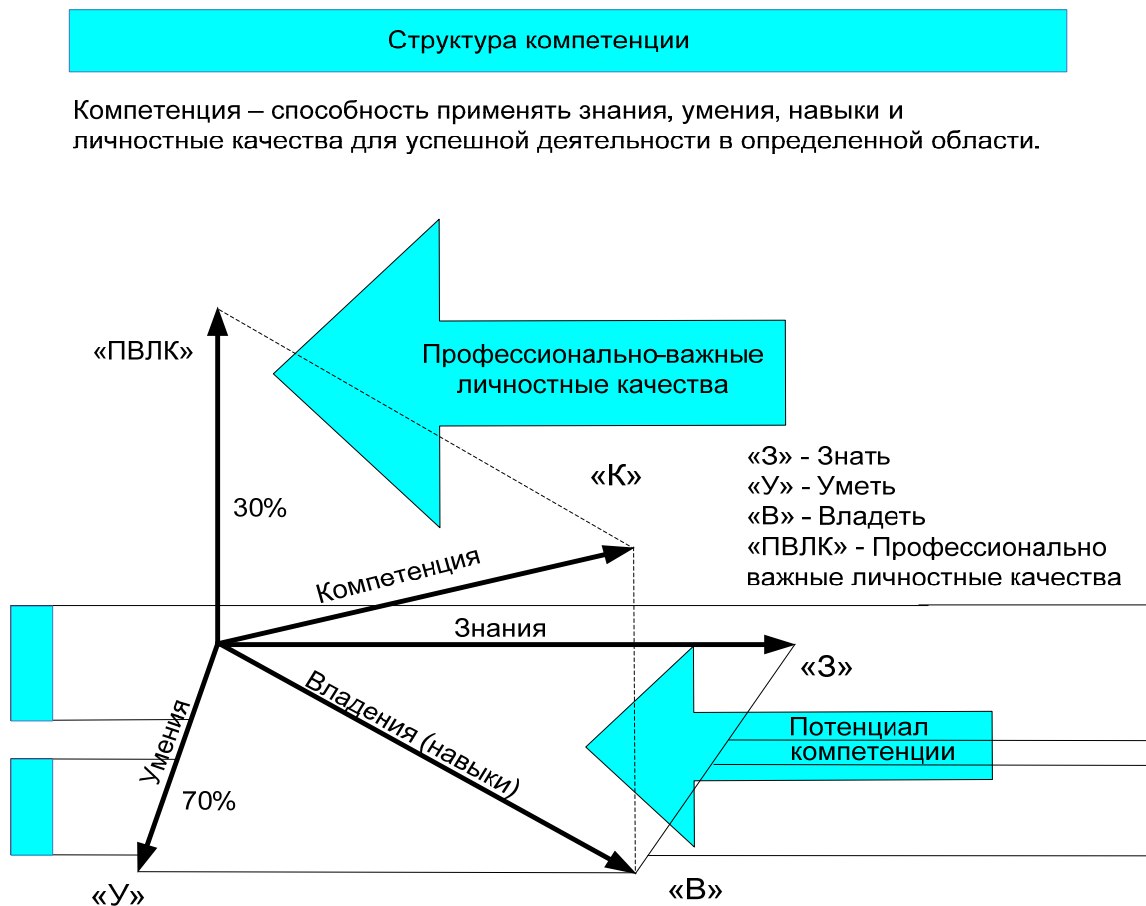 Структура компетенции
Компетенция – способность применять знания, умения, навыки и
личностные качества для успешной деятельности в определенной области.
«ПВЛК»
Профессионально-важные
личностные качества
«К»
«З» - Знать
«У» - Уметь
«В» - Владеть
«ПВЛК» - Профессионально
важные личностные качества
30%
Компетенция
Знания
«З»
Владения (навыки)
Умения
Потенциал
компетенции
70%
«У»
«В»